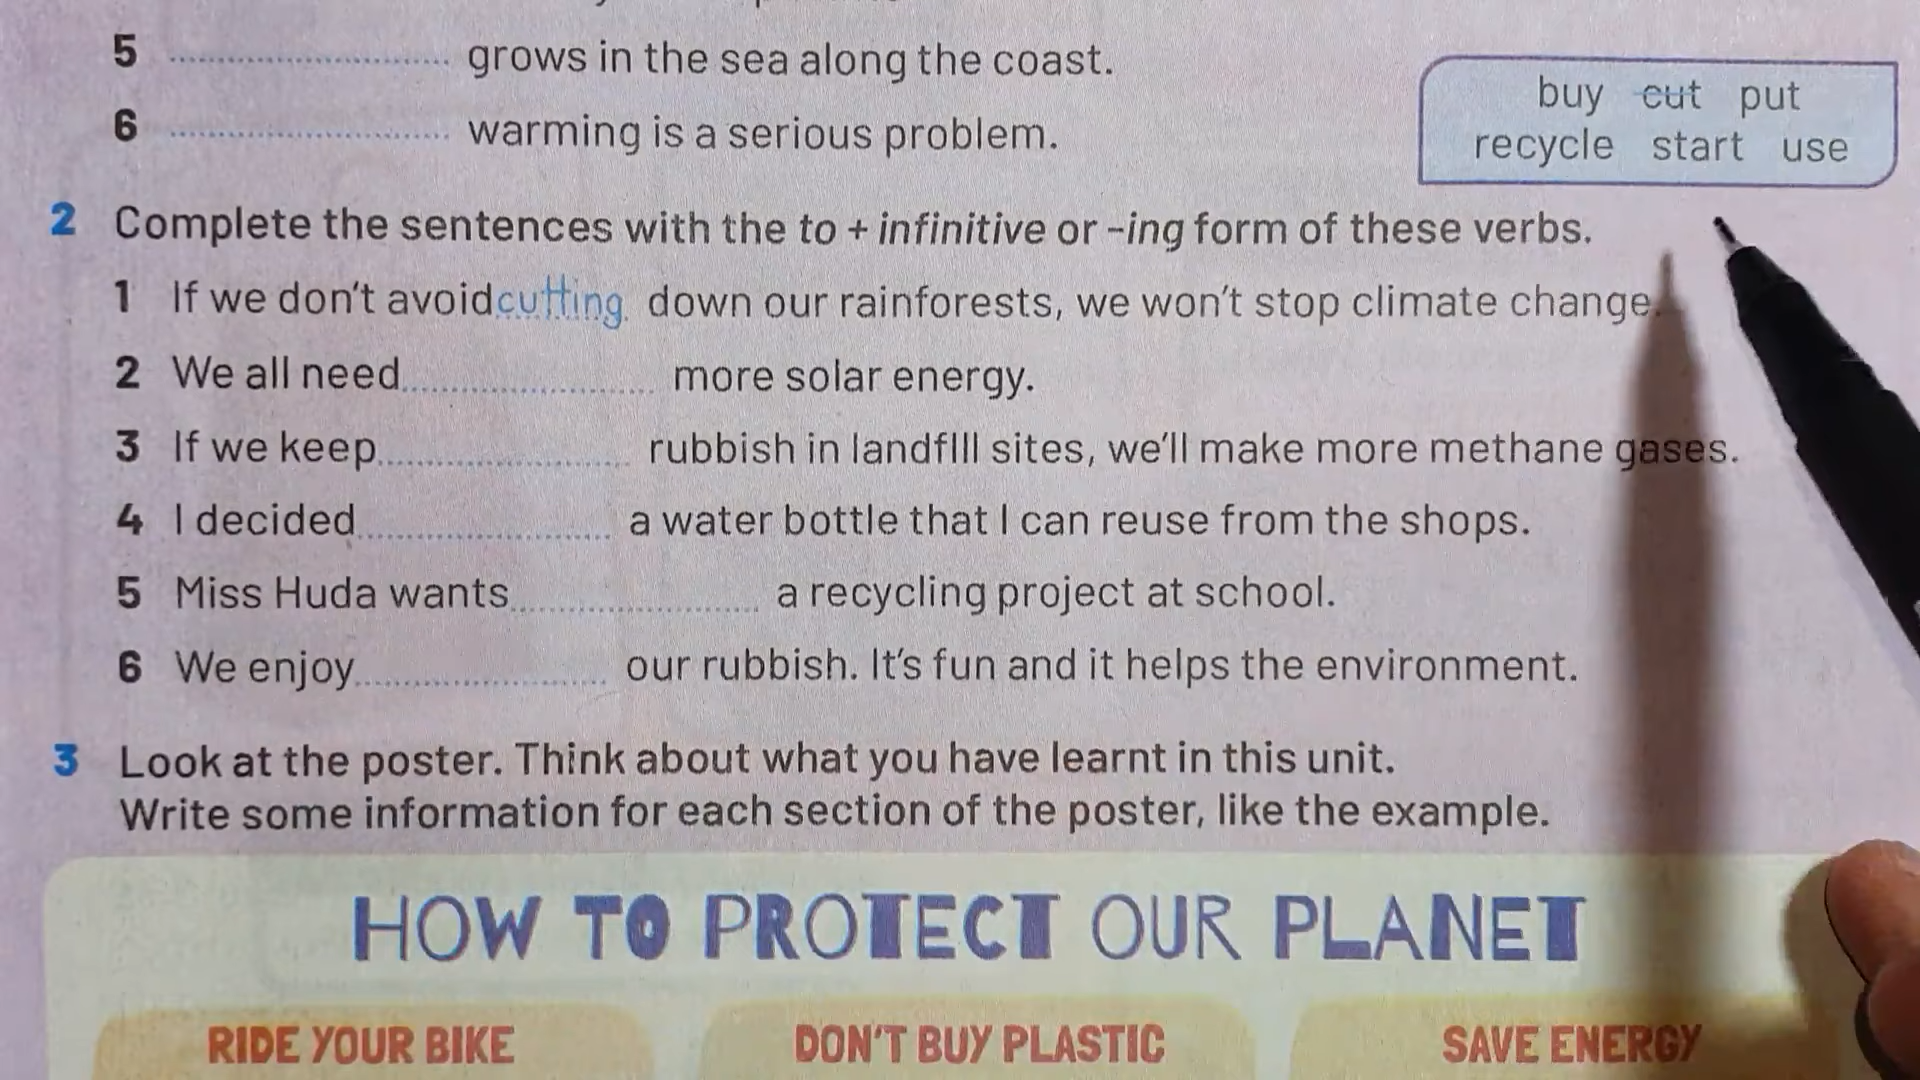 5 ........................ grows in the sea along the coast.
6 ........................ warming is a serious problem.
buy cut put
recycle start use
2 Complete the sentences with the to + infinitive or -ing form of these verbs.
1 If we don't avoid cutting down our rainforests, we won't stop climate change.
2 We all need ........................ more solar energy.
3 If we keep ........................ rubbish in landfill sites, we'll make more methane gases.
4 I decided ........................ a water bottle that I can reuse from the shops.
5 Miss Huda wants ........................ a recycling project at school.
6 We enjoy ........................ our rubbish. It's fun and it helps the environment.
3 Look at the poster. Think about what you have learnt in this unit.
Write some information for each section of the poster, like the example.
HOW TO PROTECT OUR PLANET
RIDE YOUR BIKE DON'T BUY PLASTIC SAVE ENERGY